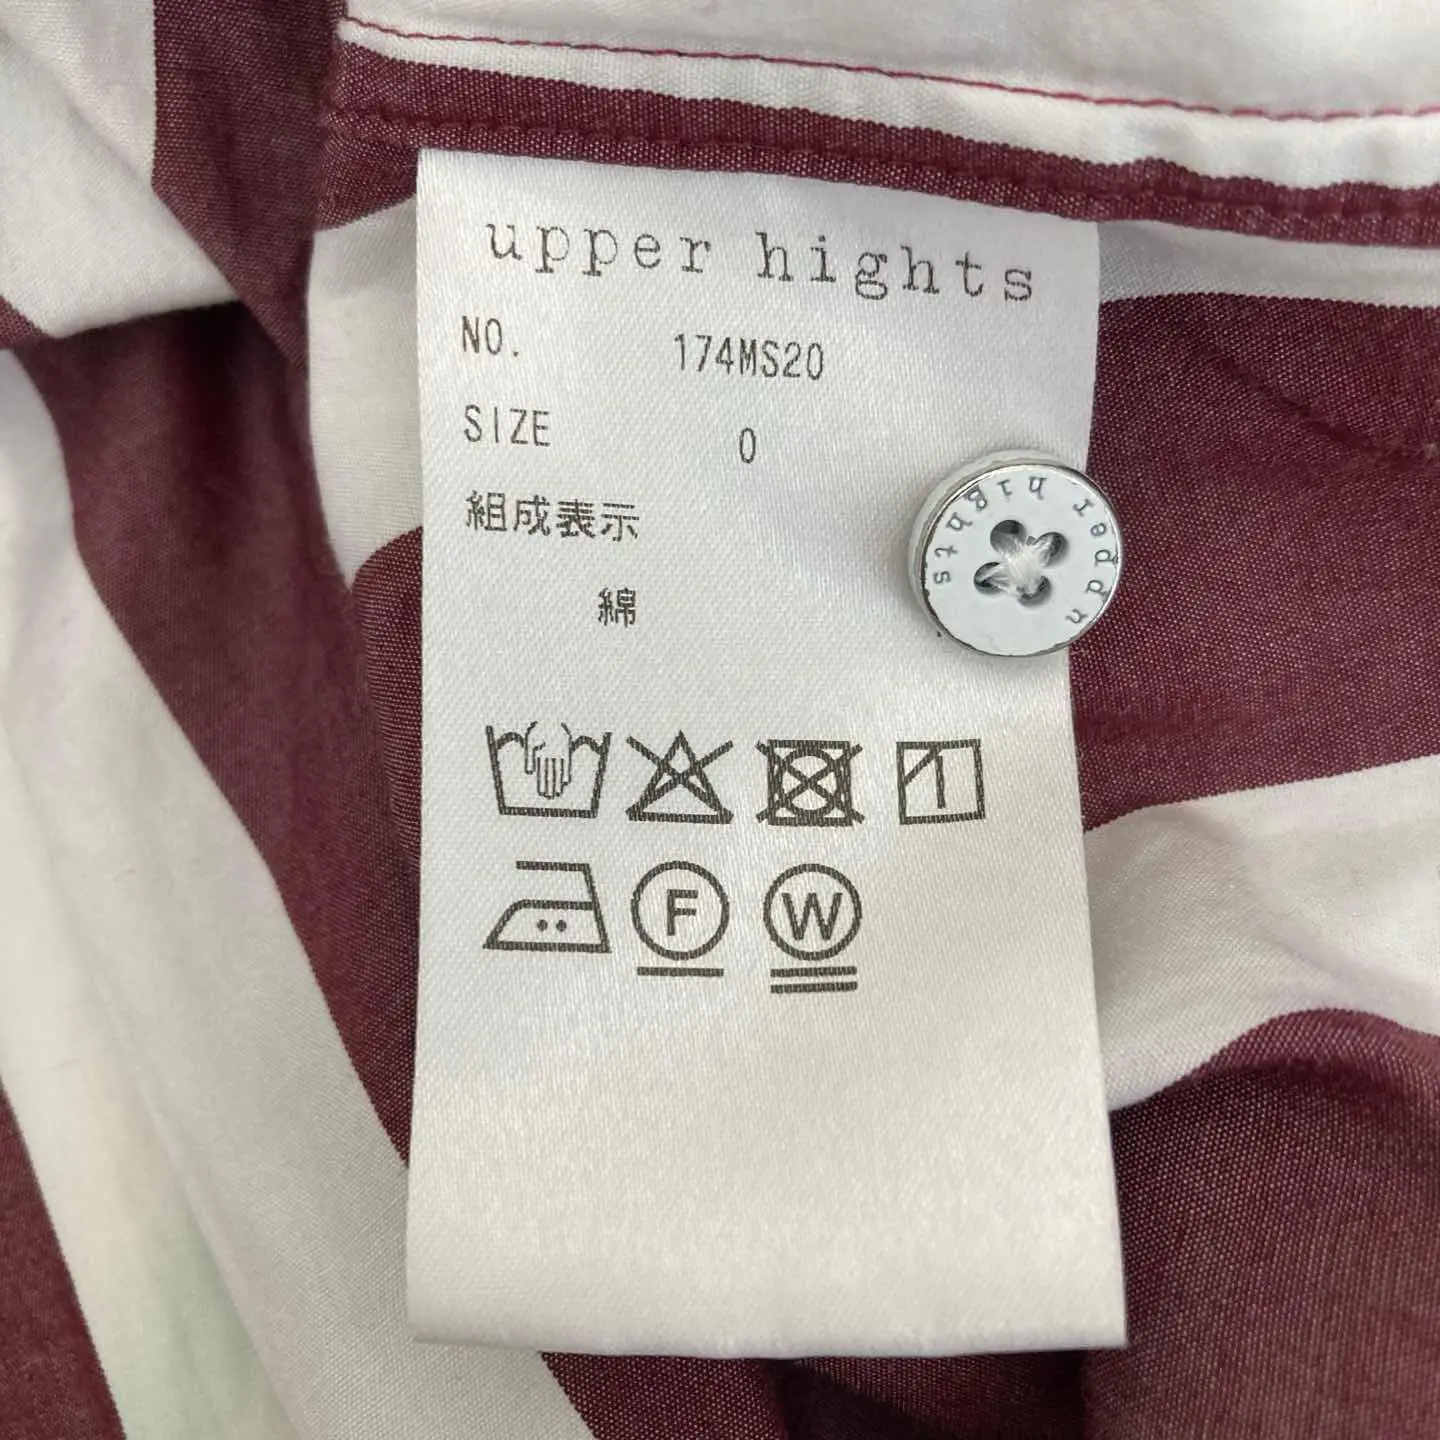 upper hights
NO. 174MS20
SIZE 0
組成表示
綿
F
W
upper hights